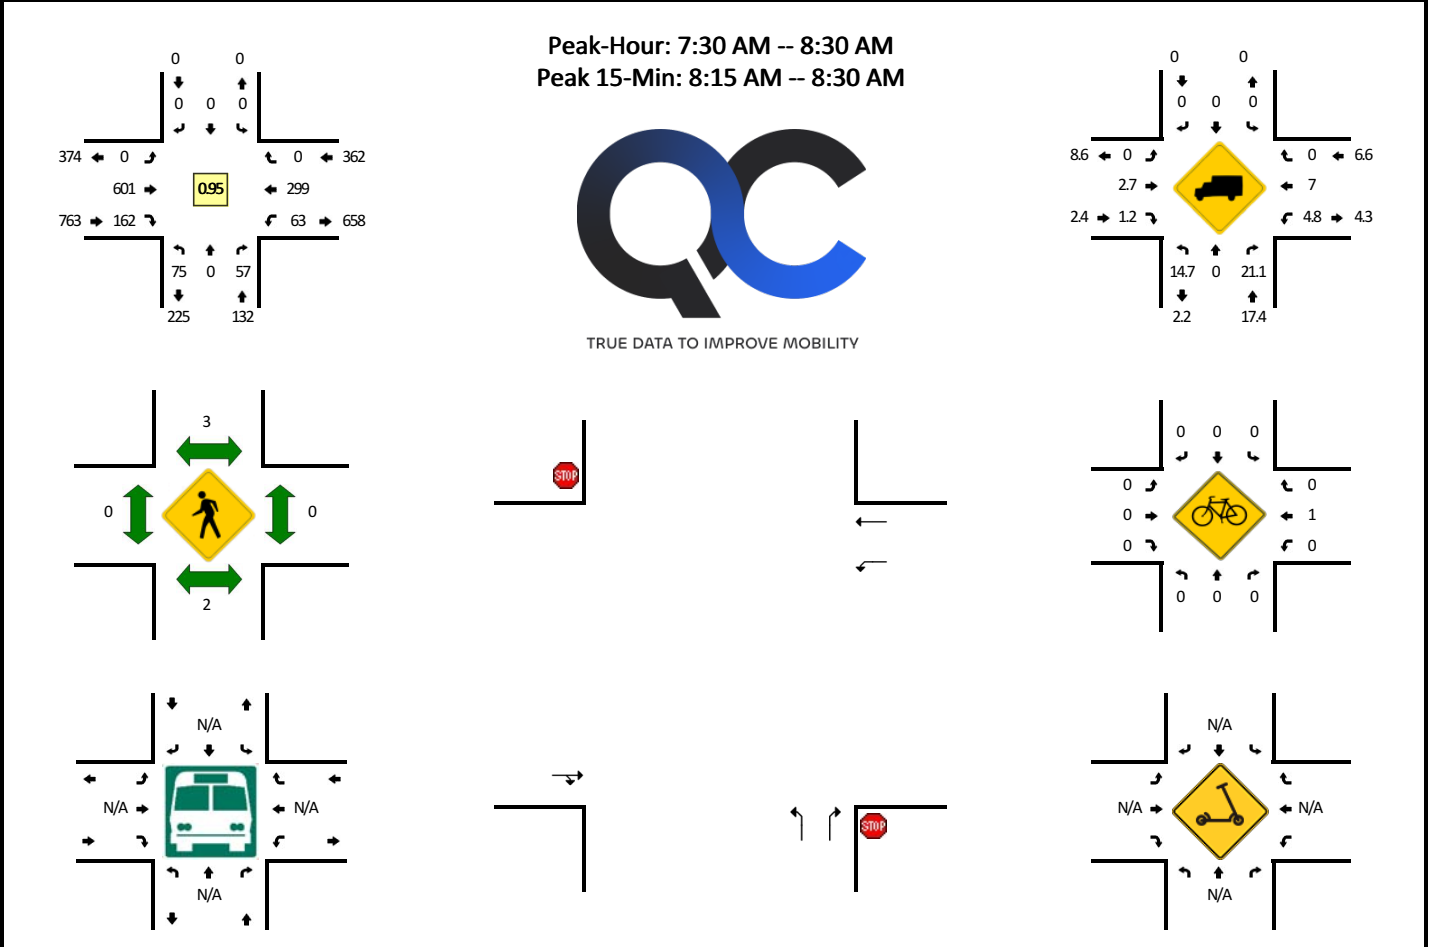 Peak-Hour: 7:30 AM -- 8:30 AM
Peak 15-Min: 8:15 AM -- 8:30 AM
0 0
0 0 0
374 0 0 362
601 0.95 299
763 162 63 658
75 0 57
225 132
TRUE DATA TO IMPROVE MOBILITY
0 0
0 0 0
8.6 0 0 6.6
2.7 7
2.4 1.2 4.8 4.3
14.7 0 21.1
2.2 17.4
3
0 0
2
STOP
STOP
0 0 0
0 0
0 1
0 0
0 0 0
N/A
N/A N/A
N/A
N/A
N/A N/A
N/A